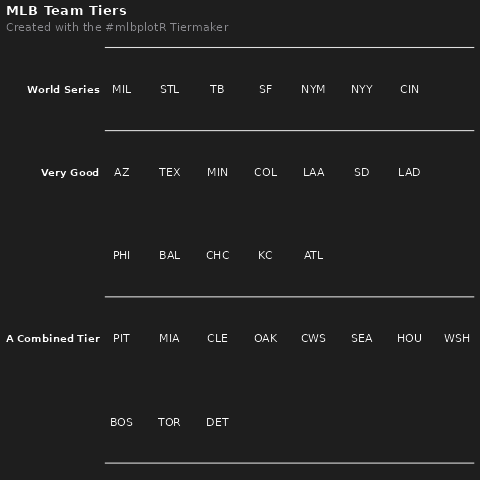 MLB Team Tiers
Created with the #mlbplotR Tiermaker
World Series MIL STL TB SF NYM NYY CIN
Very Good AZ TEX MIN COL LAA SD LAD
PHI BAL CHC KC ATL
A Combined Tier PIT MIA CLE OAK CWS SEA HOU WSH
BOS TOR DET